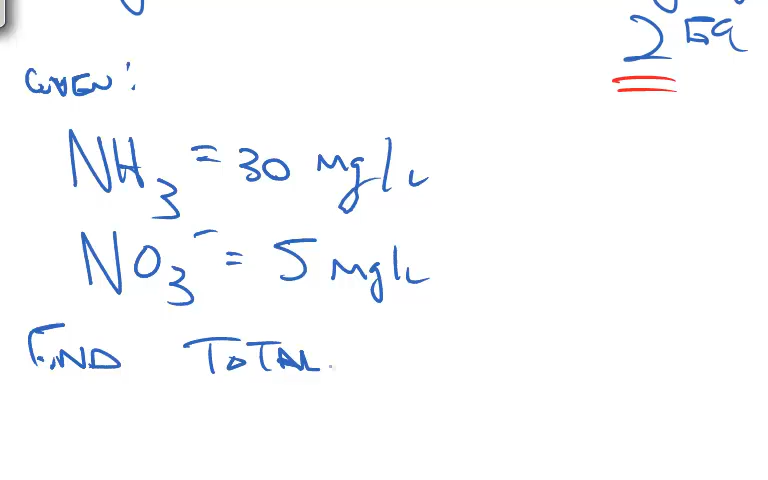 2 Eq
GIVEN:
NH3 = 30 mg/L
NO3- = 5 mg/L
FIND TOTAL